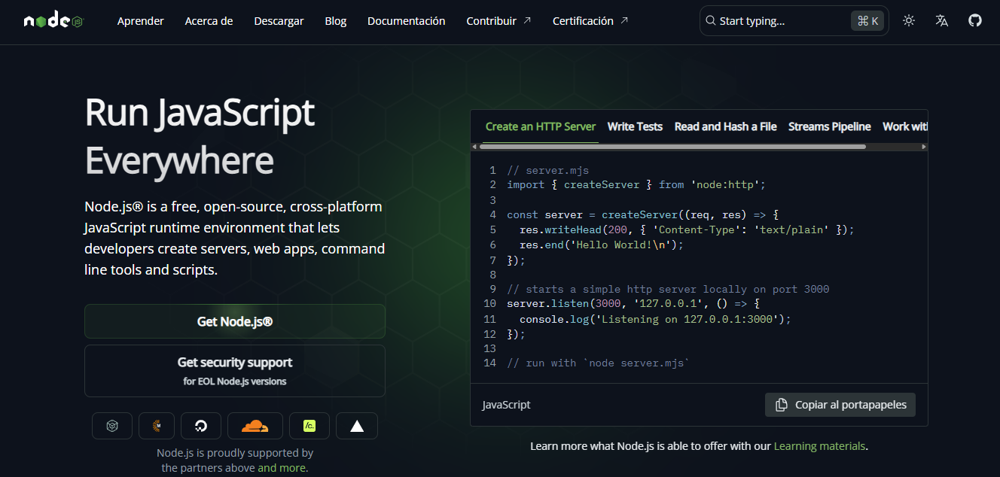 node JS
Aprender Acerca de Descargar Blog Documentación Contribuir ↗ Certificación ↗ Start typing... ⌘ K
Run JavaScript
Everywhere
Node.js® is a free, open-source, cross-platform
JavaScript runtime environment that lets
developers create servers, web apps, command
line tools and scripts.
Get Node.js®
Get security support
for EOL Node.js versions
M
/c.
Node.js is proudly supported by
the partners above and more.
Create an HTTP Server Write Tests Read and Hash a File Streams Pipeline Work with
1 // server.mjs
2 import { createServer } from 'node:http';
3
4 const server = createServer((req, res) => {
5   res.writeHead(200, { 'Content-Type': 'text/plain' });
6   res.end('Hello World!\n');
7 });
8
9 // starts a simple http server locally on port 3000
10 server.listen(3000, '127.0.0.1', () => {
11   console.log('Listening on 127.0.0.1:3000');
12 });
13
14 // run with `node server.mjs`
JavaScript
Copiar al portapapeles
Learn more what Node.js is able to offer with our Learning materials.